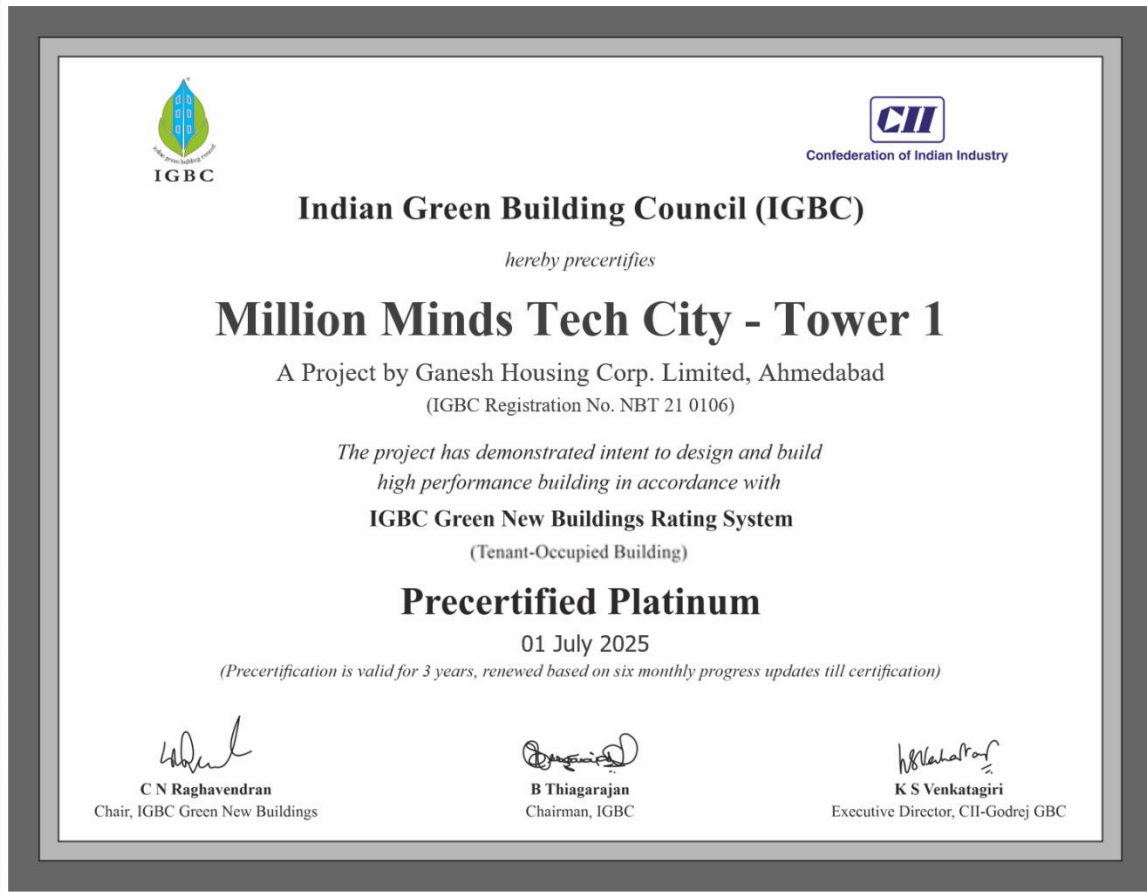 indian green building council
IGBC
CII
Confederation of Indian Industry
Indian Green Building Council (IGBC)
hereby precertifies
Million Minds Tech City - Tower 1
A Project by Ganesh Housing Corp. Limited, Ahmedabad
(IGBC Registration No. NBT 21 0106)
The project has demonstrated intent to design and build
high performance building in accordance with
IGBC Green New Buildings Rating System
(Tenant-Occupied Building)
Precertified Platinum
01 July 2025
(Precertification is valid for 3 years, renewed based on six monthly progress updates till certification)
C N Raghavendran
Chair, IGBC Green New Buildings
B Thiagarajan
Chairman, IGBC
K S Venkatagiri
Executive Director, CII-Godrej GBC